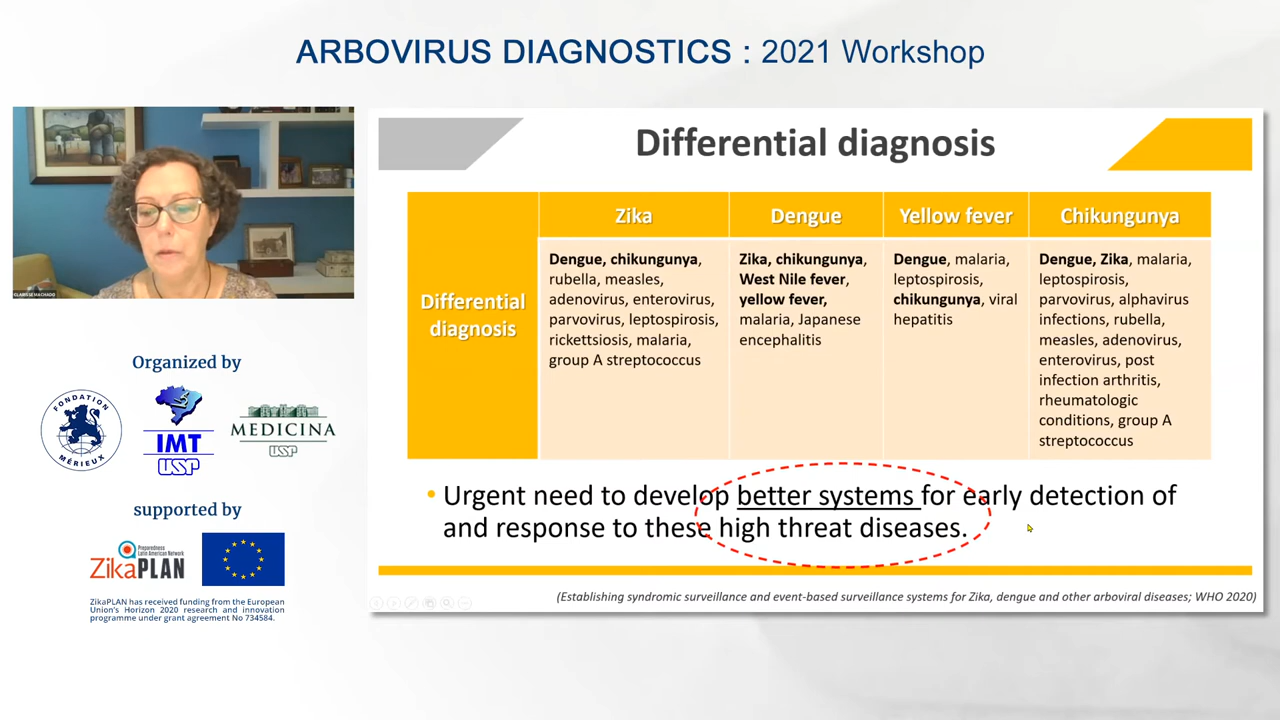 ARBOVIRUS DIAGNOSTICS : 2021 Workshop
CLARISSE MACHADO
Organized by
FONDATION
MÉRIEUX
IMT
USP
MEDICINA
USP
supported by
Preparedness
Latin American Network
ZikaPLAN
ZikaPLAN has received funding from the European
Union's Horizon 2020 research and innovation
programme under grant agreement No 734584.
Differential diagnosis
Zika
Dengue
Yellow fever
Chikungunya
Differential
diagnosis
Dengue, chikungunya,
rubella, measles,
adenovirus, enterovirus,
parvovirus, leptospirosis,
rickettsiosis, malaria,
group A streptococcus
Zika, chikungunya,
West Nile fever,
yellow fever,
malaria, Japanese
encephalitis
Dengue, malaria,
leptospirosis,
chikungunya, viral
hepatitis
Dengue, Zika, malaria,
leptospirosis,
parvovirus, alphavirus
infections, rubella,
measles, adenovirus,
enterovirus, post
infection arthritis,
rheumatologic
conditions, group A
streptococcus
• Urgent need to develop better systems for early detection of
and response to these high threat diseases.
(Establishing syndromic surveillance and event-based surveillance systems for Zika, dengue and other arboviral diseases; WHO 2020)